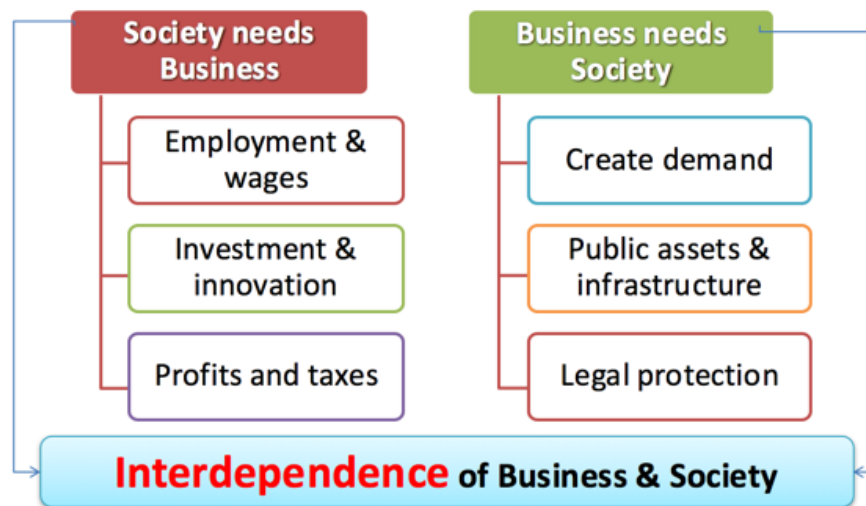 Society needs
Business
Employment &
wages
Investment &
innovation
Profits and taxes
Business needs
Society
Create demand
Public assets &
infrastructure
Legal protection
Interdependence of Business & Society